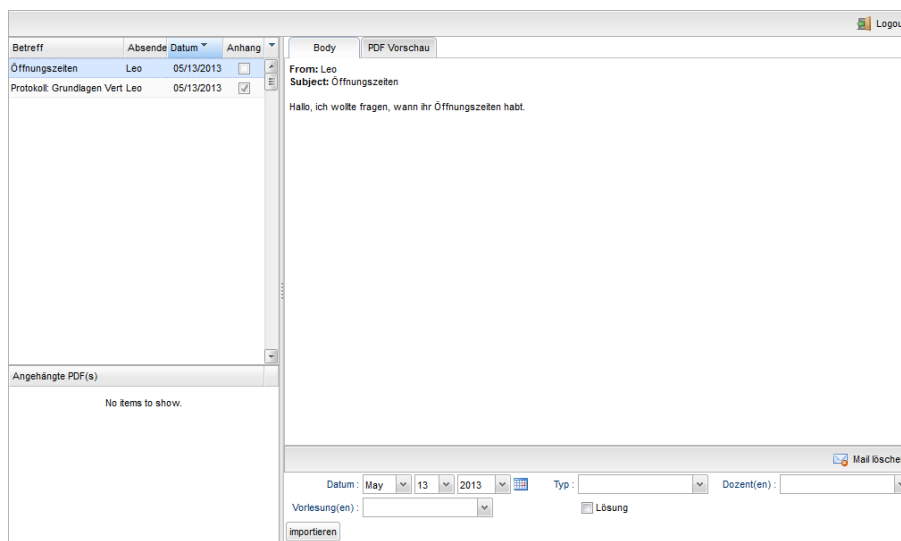 Logou
Betreff Absende Datum Anhang
Öffnungszeiten Leo 05/13/2013
Protokoll: Grundlagen Vert Leo 05/13/2013
Angehängte PDF(s)
No items to show.
Body PDF Vorschau
From: Leo
Subject: Öffnungszeiten
Hallo, ich wollte fragen, wann ihr Öffnungszeiten habt.
Mail lösche
Datum : May 13 2013 Typ : Dozent(en) :
Vorlesung(en) : Lösung
importieren